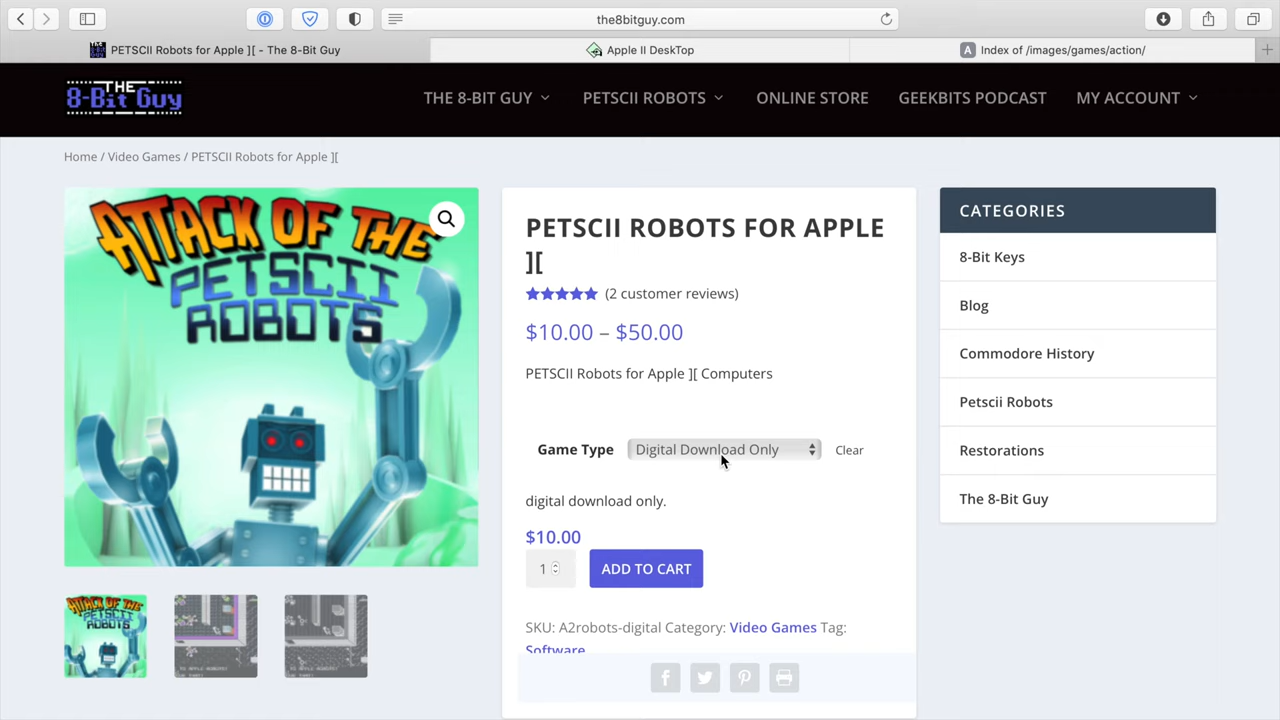 the8bitguy.com
PETSCII Robots for Apple ][ - The 8-Bit Guy
Apple II DeskTop
Index of /images/games/action/
THE
8-Bit Guy
THE 8-BIT GUY
PETSCII ROBOTS
ONLINE STORE
GEEKBITS PODCAST
MY ACCOUNT
Home / Video Games / PETSCII Robots for Apple ][
ATTACK OF THE
PETSCII
ROBOTS
PETSCII ROBOTS FOR APPLE
][
(2 customer reviews)
$10.00 – $50.00
PETSCII Robots for Apple ][ Computers
Game Type
Digital Download Only
Clear
digital download only.
$10.00
1
ADD TO CART
SKU: A2robots-digital Category: Video Games Tag:
Software
CATEGORIES
8-Bit Keys
Blog
Commodore History
Petscii Robots
Restorations
The 8-Bit Guy
ATTACK OF THE
PETSCII
ROBOTS